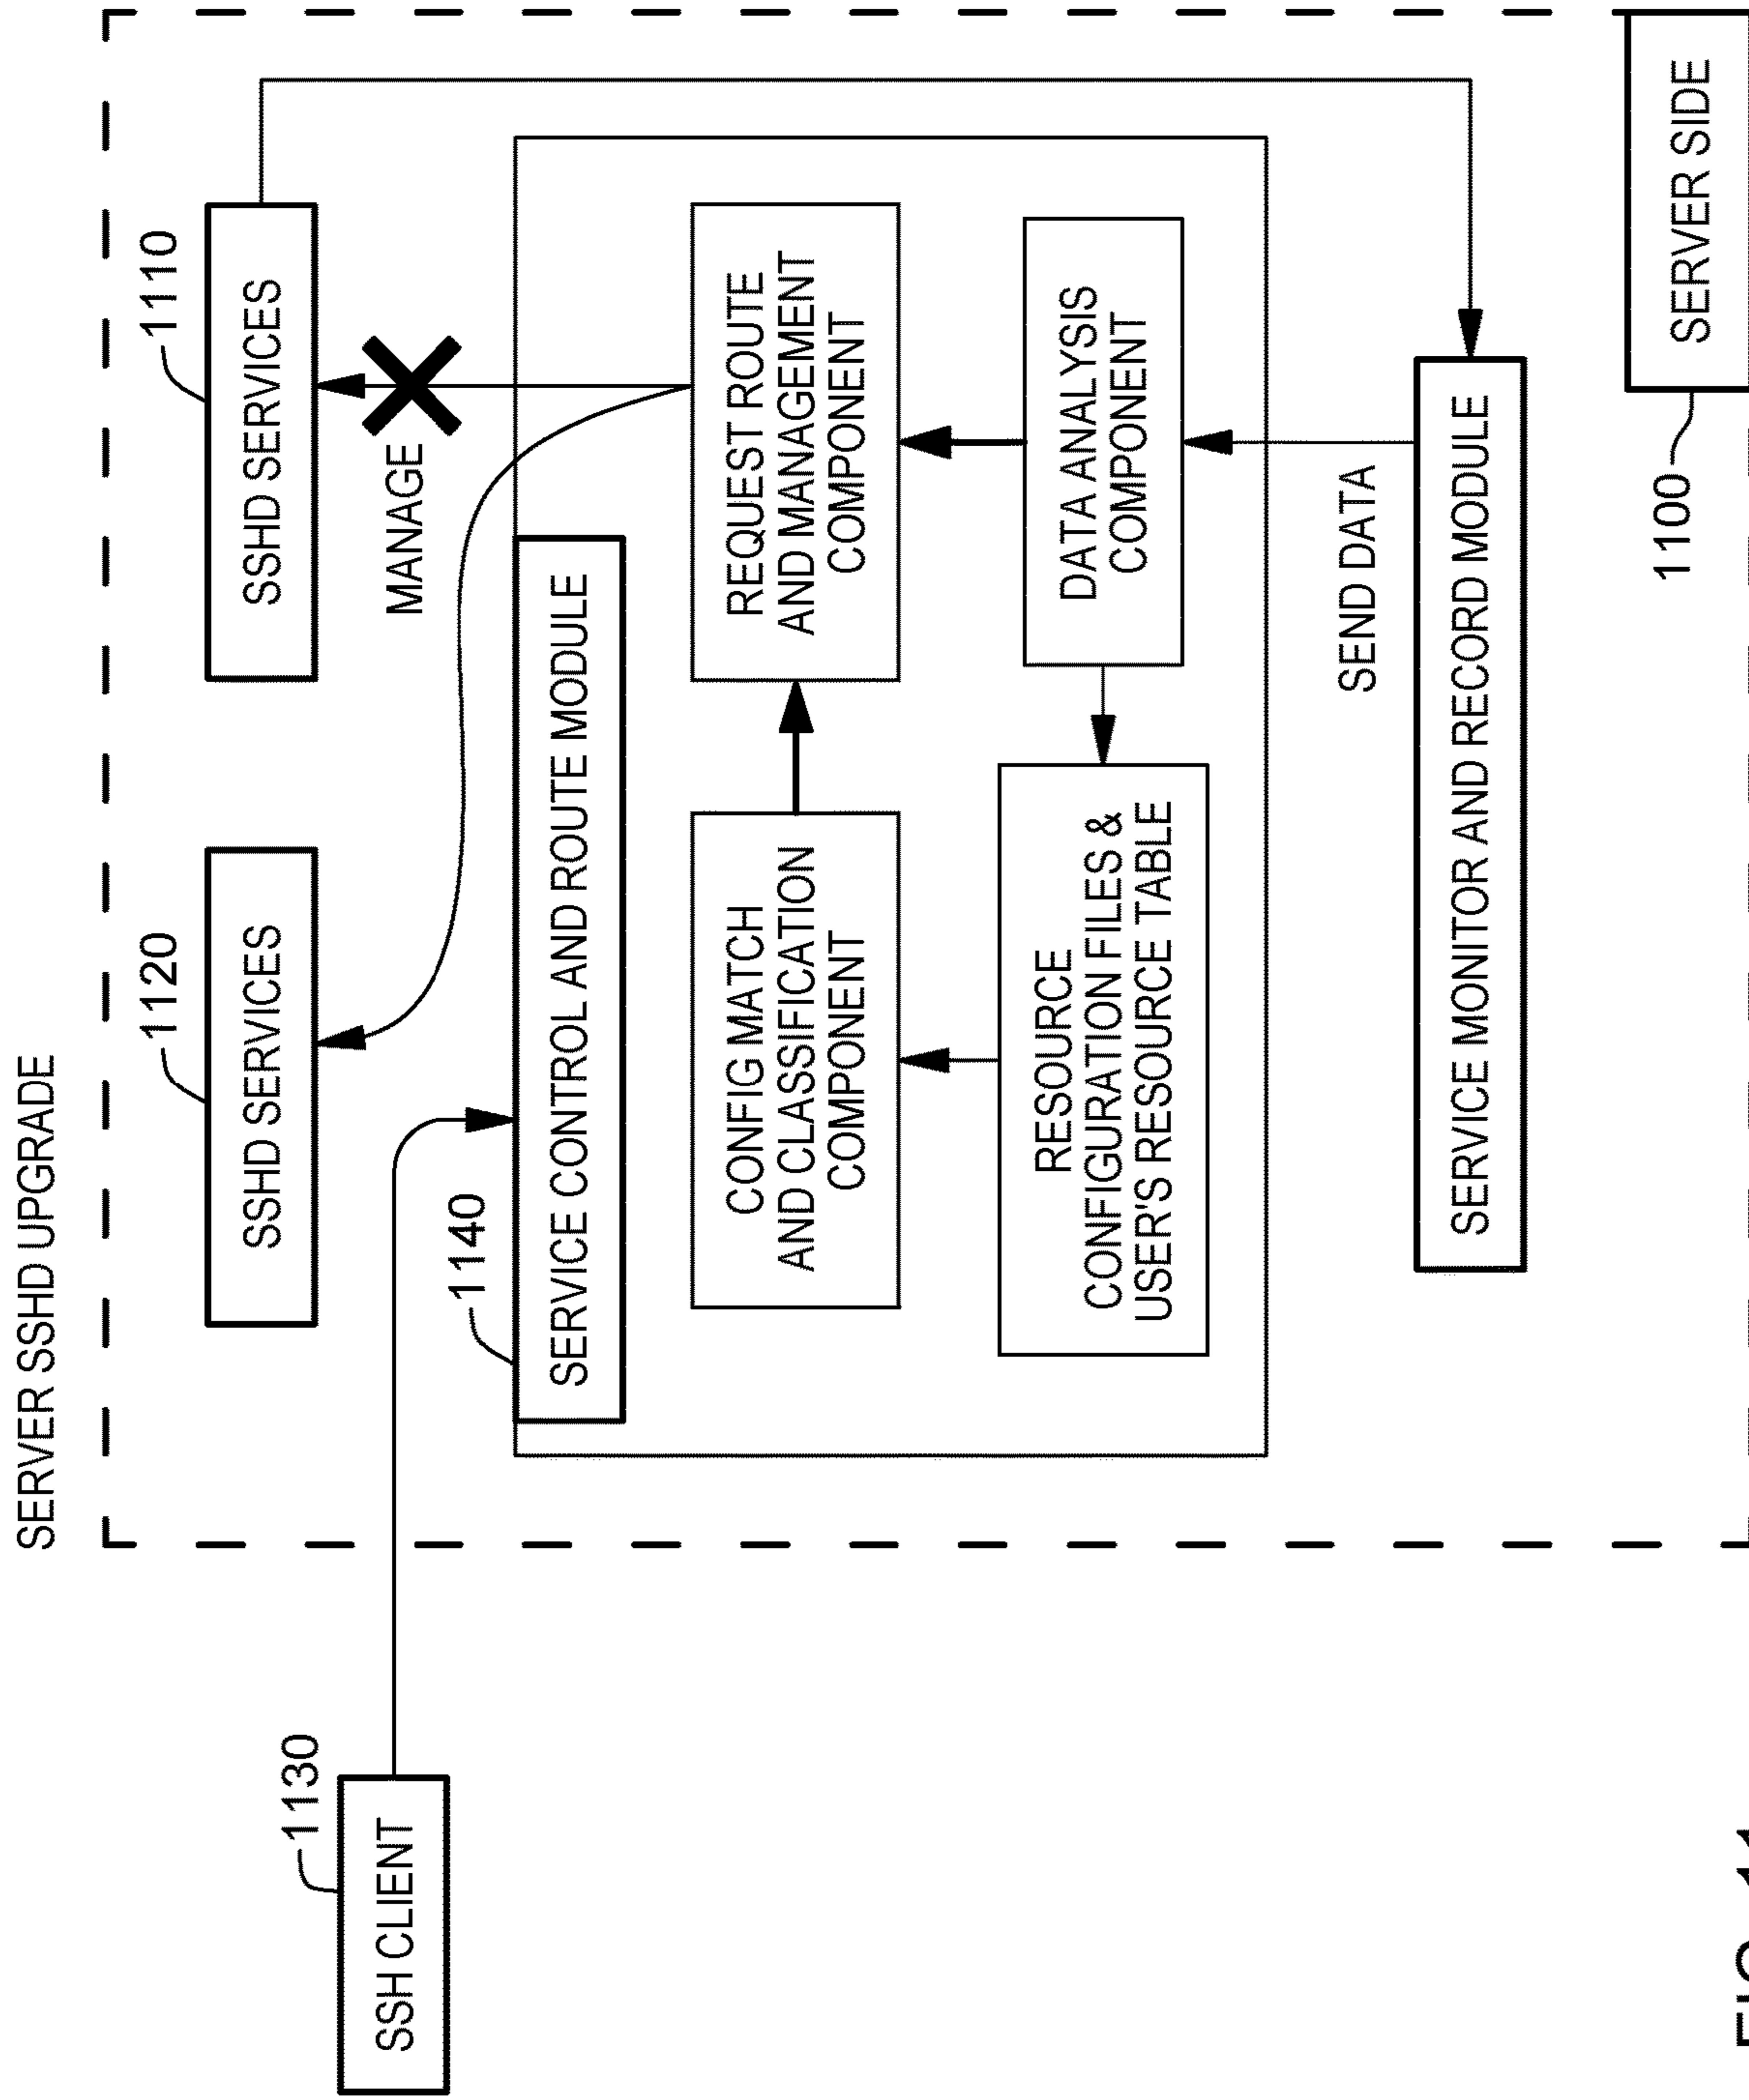 SERVER SSHD UPGRADE
1130
SSH CLIENT
1120
SSHD SERVICES
1110
SSHD SERVICES
MANAGE
1140
SERVICE CONTROL AND ROUTE MODULE
CONFIG MATCH
AND CLASSIFICATION
COMPONENT
REQUEST ROUTE
AND MANAGEMENT
COMPONENT
RESOURCE
CONFIGURATION FILES &
USER'S RESOURCE TABLE
DATA ANALYSIS
COMPONENT
SEND DATA
SERVICE MONITOR AND RECORD MODULE
1100
SERVER SIDE
FIG. 11